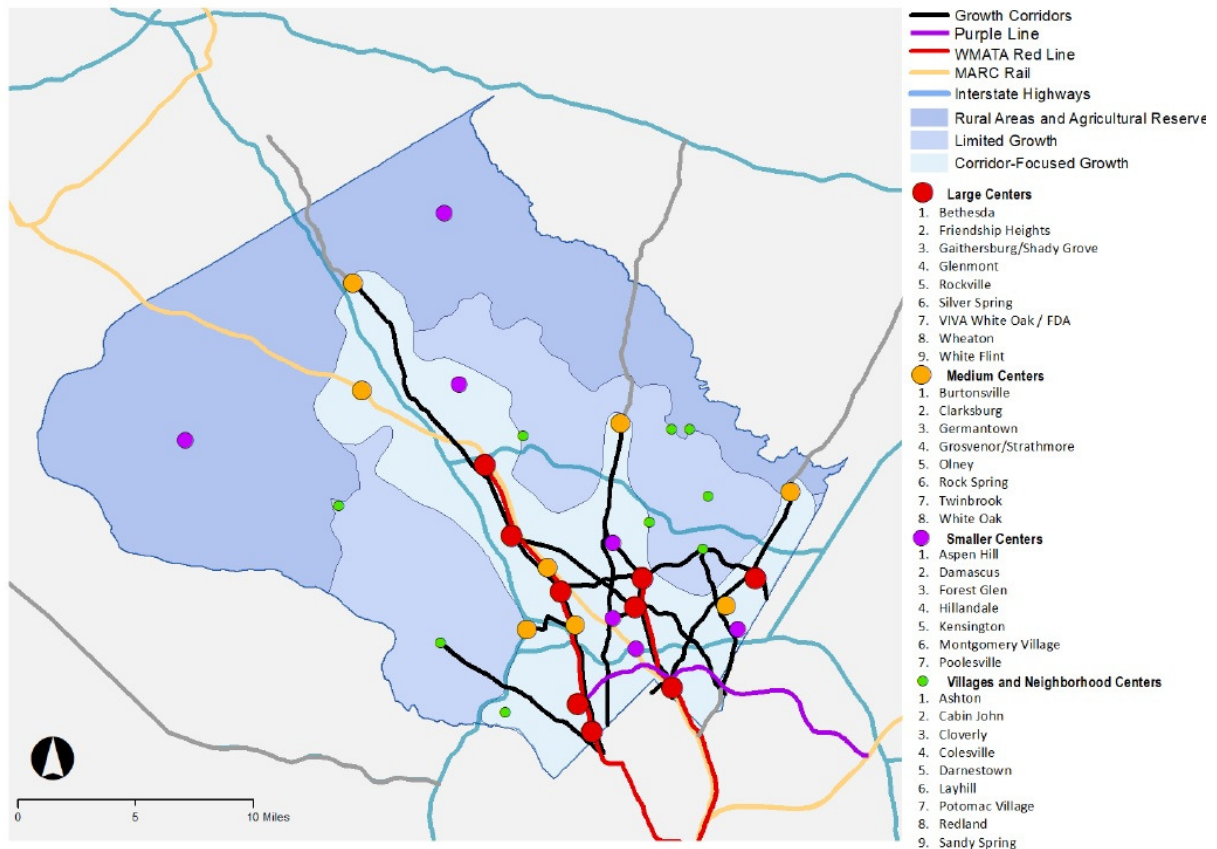 Growth Corridors
Purple Line
WMATA Red Line
MARC Rail
Interstate Highways
Rural Areas and Agricultural Reserve
Limited Growth
Corridor-Focused Growth
Large Centers
1. Bethesda
2. Friendship Heights
3. Gaithersburg/Shady Grove
4. Glenmont
5. Rockville
6. Silver Spring
7. VIVA White Oak / FDA
8. Wheaton
9. White Flint
Medium Centers
1. Burtonsville
2. Clarksburg
3. Germantown
4. Grosvenor/Strathmore
5. Olney
6. Rock Spring
7. Twinbrook
8. White Oak
Smaller Centers
1. Aspen Hill
2. Damascus
3. Forest Glen
4. Hillandale
5. Kensington
6. Montgomery Village
7. Poolesville
Villages and Neighborhood Centers
1. Ashton
2. Cabin John
3. Cloverly
4. Colesville
5. Darnestown
6. Layhill
7. Potomac Village
8. Redland
9. Sandy Spring
0 5 10 Miles